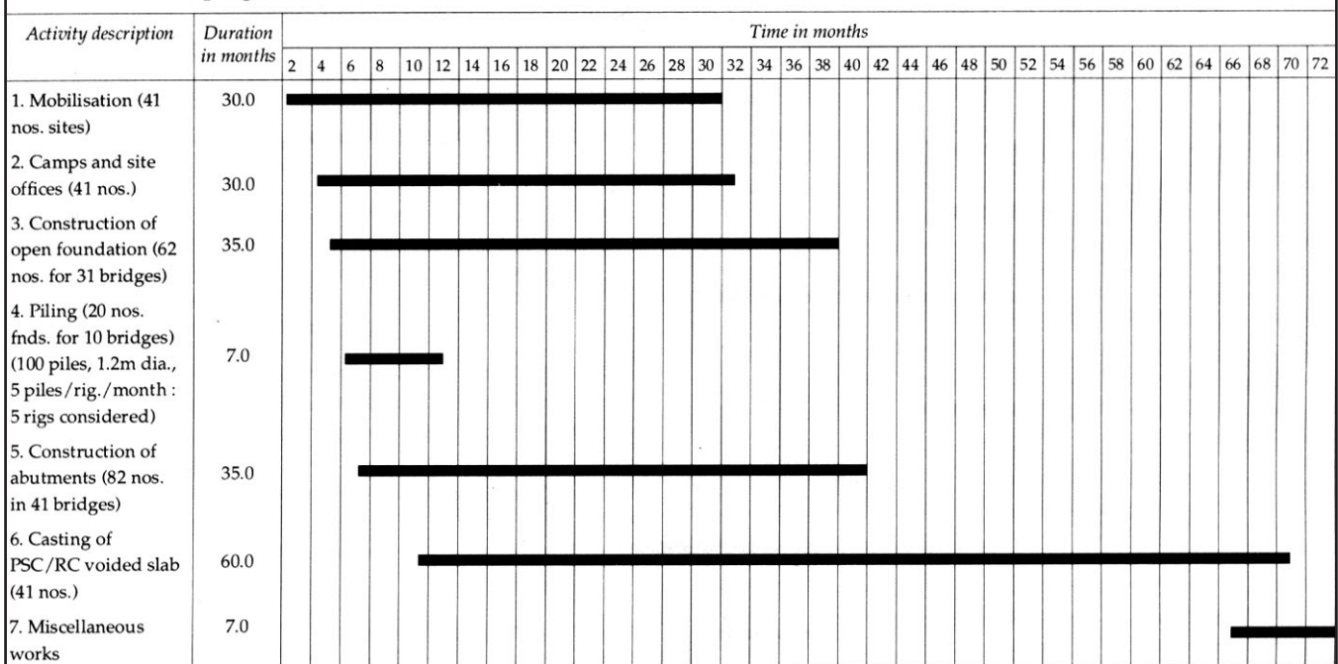 Activity description
Duration
in months
Time in months
2 4 6 8 10 12 14 16 18 20 22 24 26 28 30 32 34 36 38 40 42 44 46 48 50 52 54 56 58 60 62 64 66 68 70 72
1. Mobilisation (41
nos. sites)
30.0
2. Camps and site
offices (41 nos.)
30.0
3. Construction of
open foundation (62
nos. for 31 bridges)
35.0
4. Piling (20 nos.
fnds. for 10 bridges)
(100 piles, 1.2m dia.,
5 piles/rig./month :
5 rigs considered)
7.0
5. Construction of
abutments (82 nos.
in 41 bridges)
35.0
6. Casting of
PSC/RC voided slab
(41 nos.)
60.0
7. Miscellaneous
works
7.0